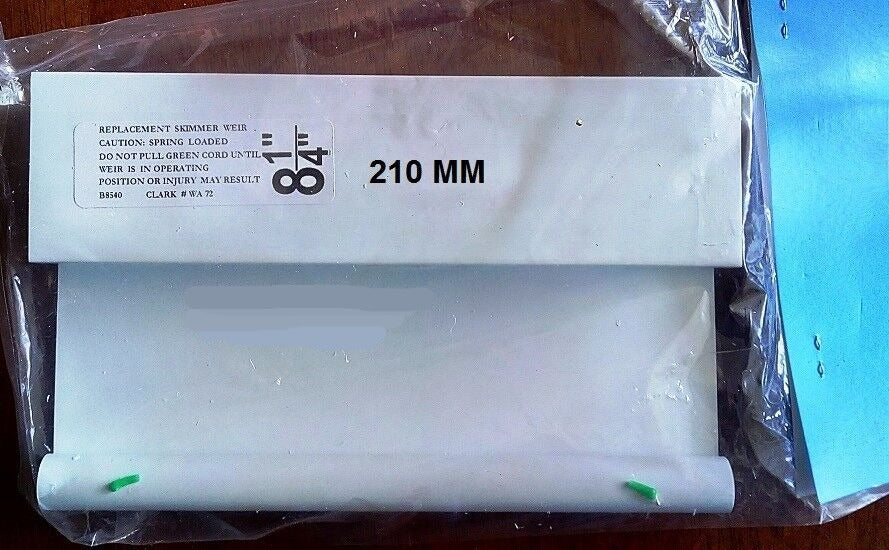 REPLACEMENT SKIMMER WEIR
CAUTION: SPRING LOADED
DO NOT PULL GREEN CORD UNTIL
WEIR IS IN OPERATING
POSITION OR INJURY MAY RESULT
B8540 CLARK # WA 72
8 1"/4"
210 MM